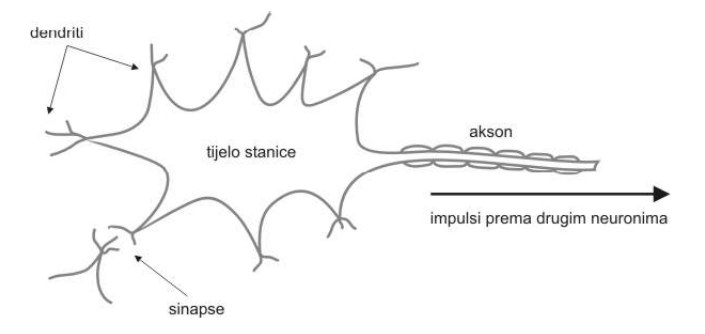 dendriti
akson
tijelo stanice
impulsi prema drugim neuronima
sinapse